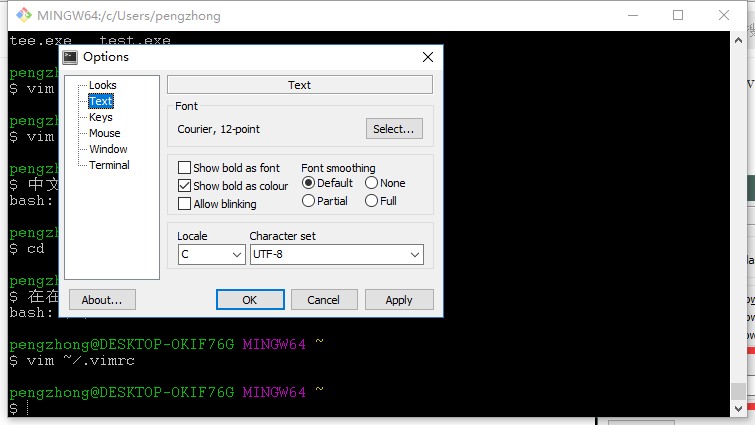 MINGW64:/c/Users/pengzhong
tee.exe test.exe
Options
pengzh
$ vim
$ vim
pengzh
$ 中文
bash:
pengzh
$ cd
pengzh
$ 在在
bash:
Looks
Text
Keys
Mouse
Window
Terminal
Text
Font
Courier, 12-point
Select...
Show bold as font
Show bold as colour
Allow blinking
Font smoothing
Default
None
Partial
Full
Locale
Character set
C
UTF-8
About...
OK
Cancel
Apply
pengzhong@DESKTOP-OKIF76G MINGW64 ~
$ vim ~/.vimrc
pengzhong@DESKTOP-OKIF76G MINGW64 ~
$